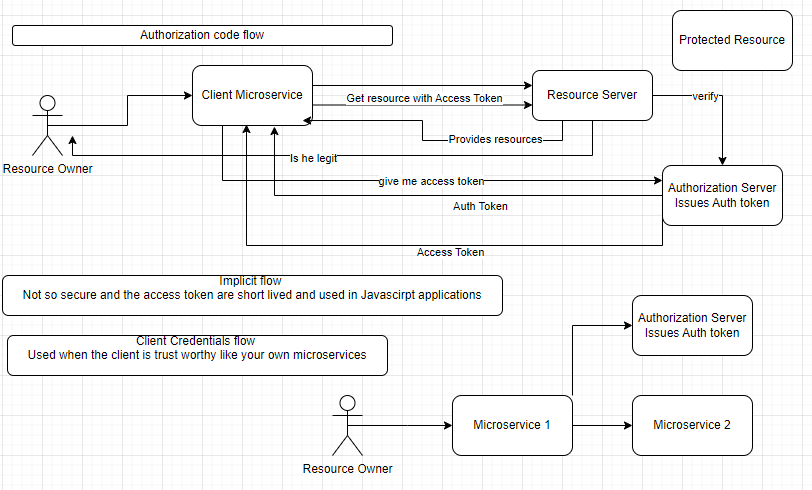 Authorization code flow
Protected Resource
Client Microservice
Get resource with Access Token
Resource Server
verify
Provides resources
Is he legit
Resource Owner
give me access token
Authorization Server
Issues Auth token
Auth Token
Access Token
Implicit flow
Not so secure and the access token are short lived and used in Javascirpt applications
Authorization Server
Issues Auth token
Client Credentials flow
Used when the client is trust worthy like your own microservices
Microservice 1
Microservice 2
Resource Owner